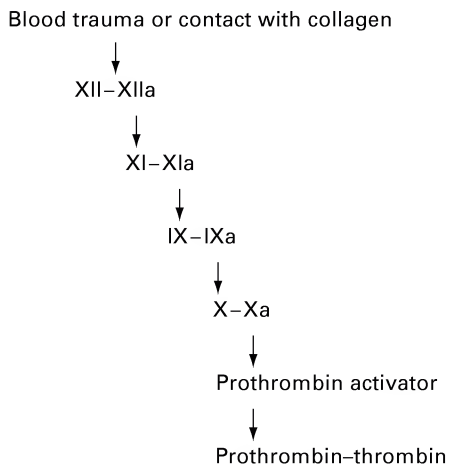 Blood trauma or contact with collagen
XII–XIIa
XI–XIa
IX–IXa
X–Xa
Prothrombin activator
Prothrombin–thrombin